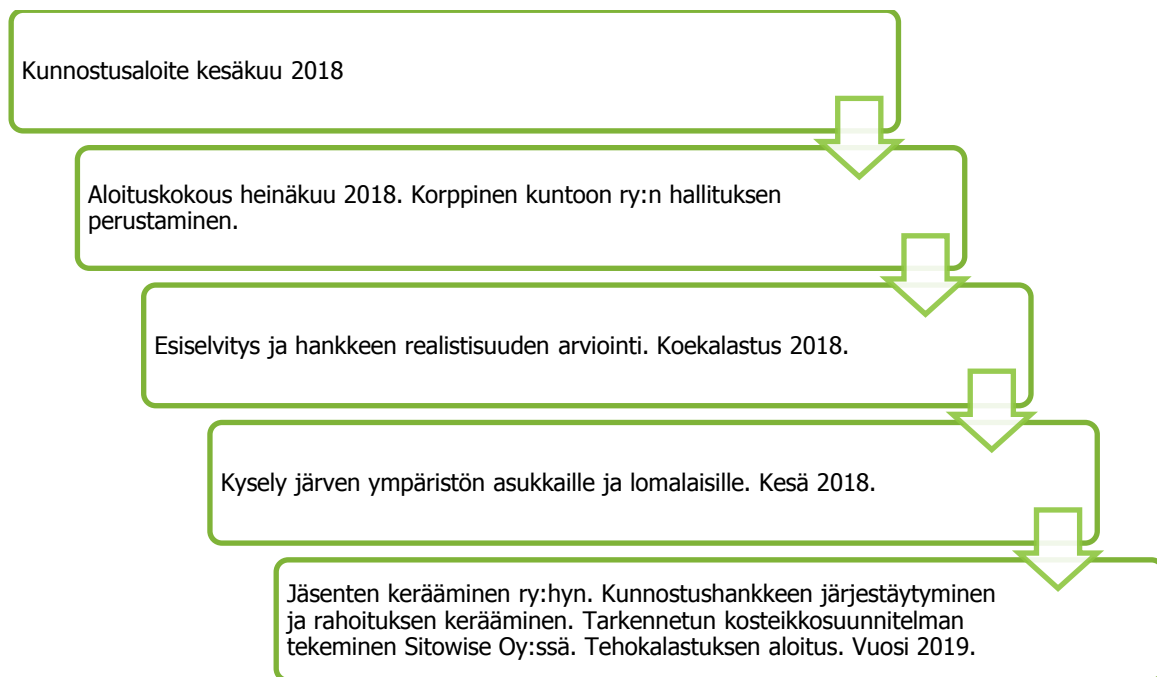 Kunnostusaloite kesäkuu 2018
Aloituskokous heinäkuu 2018. Korppinen kuntoon ry:n hallituksen
perustaminen.
Esiselvitys ja hankkeen realistisuuden arviointi. Koekalastus 2018.
Kysely järven ympäristön asukkaille ja lomalaisille. Kesä 2018.
Jäsenten kerääminen ry:hyn. Kunnostushankkeen järjestäytyminen
ja rahoituksen kerääminen. Tarkennetun kosteikkosuunnitelman
tekeminen Sitowise Oy:ssä. Tehokalastuksen aloitus. Vuosi 2019.